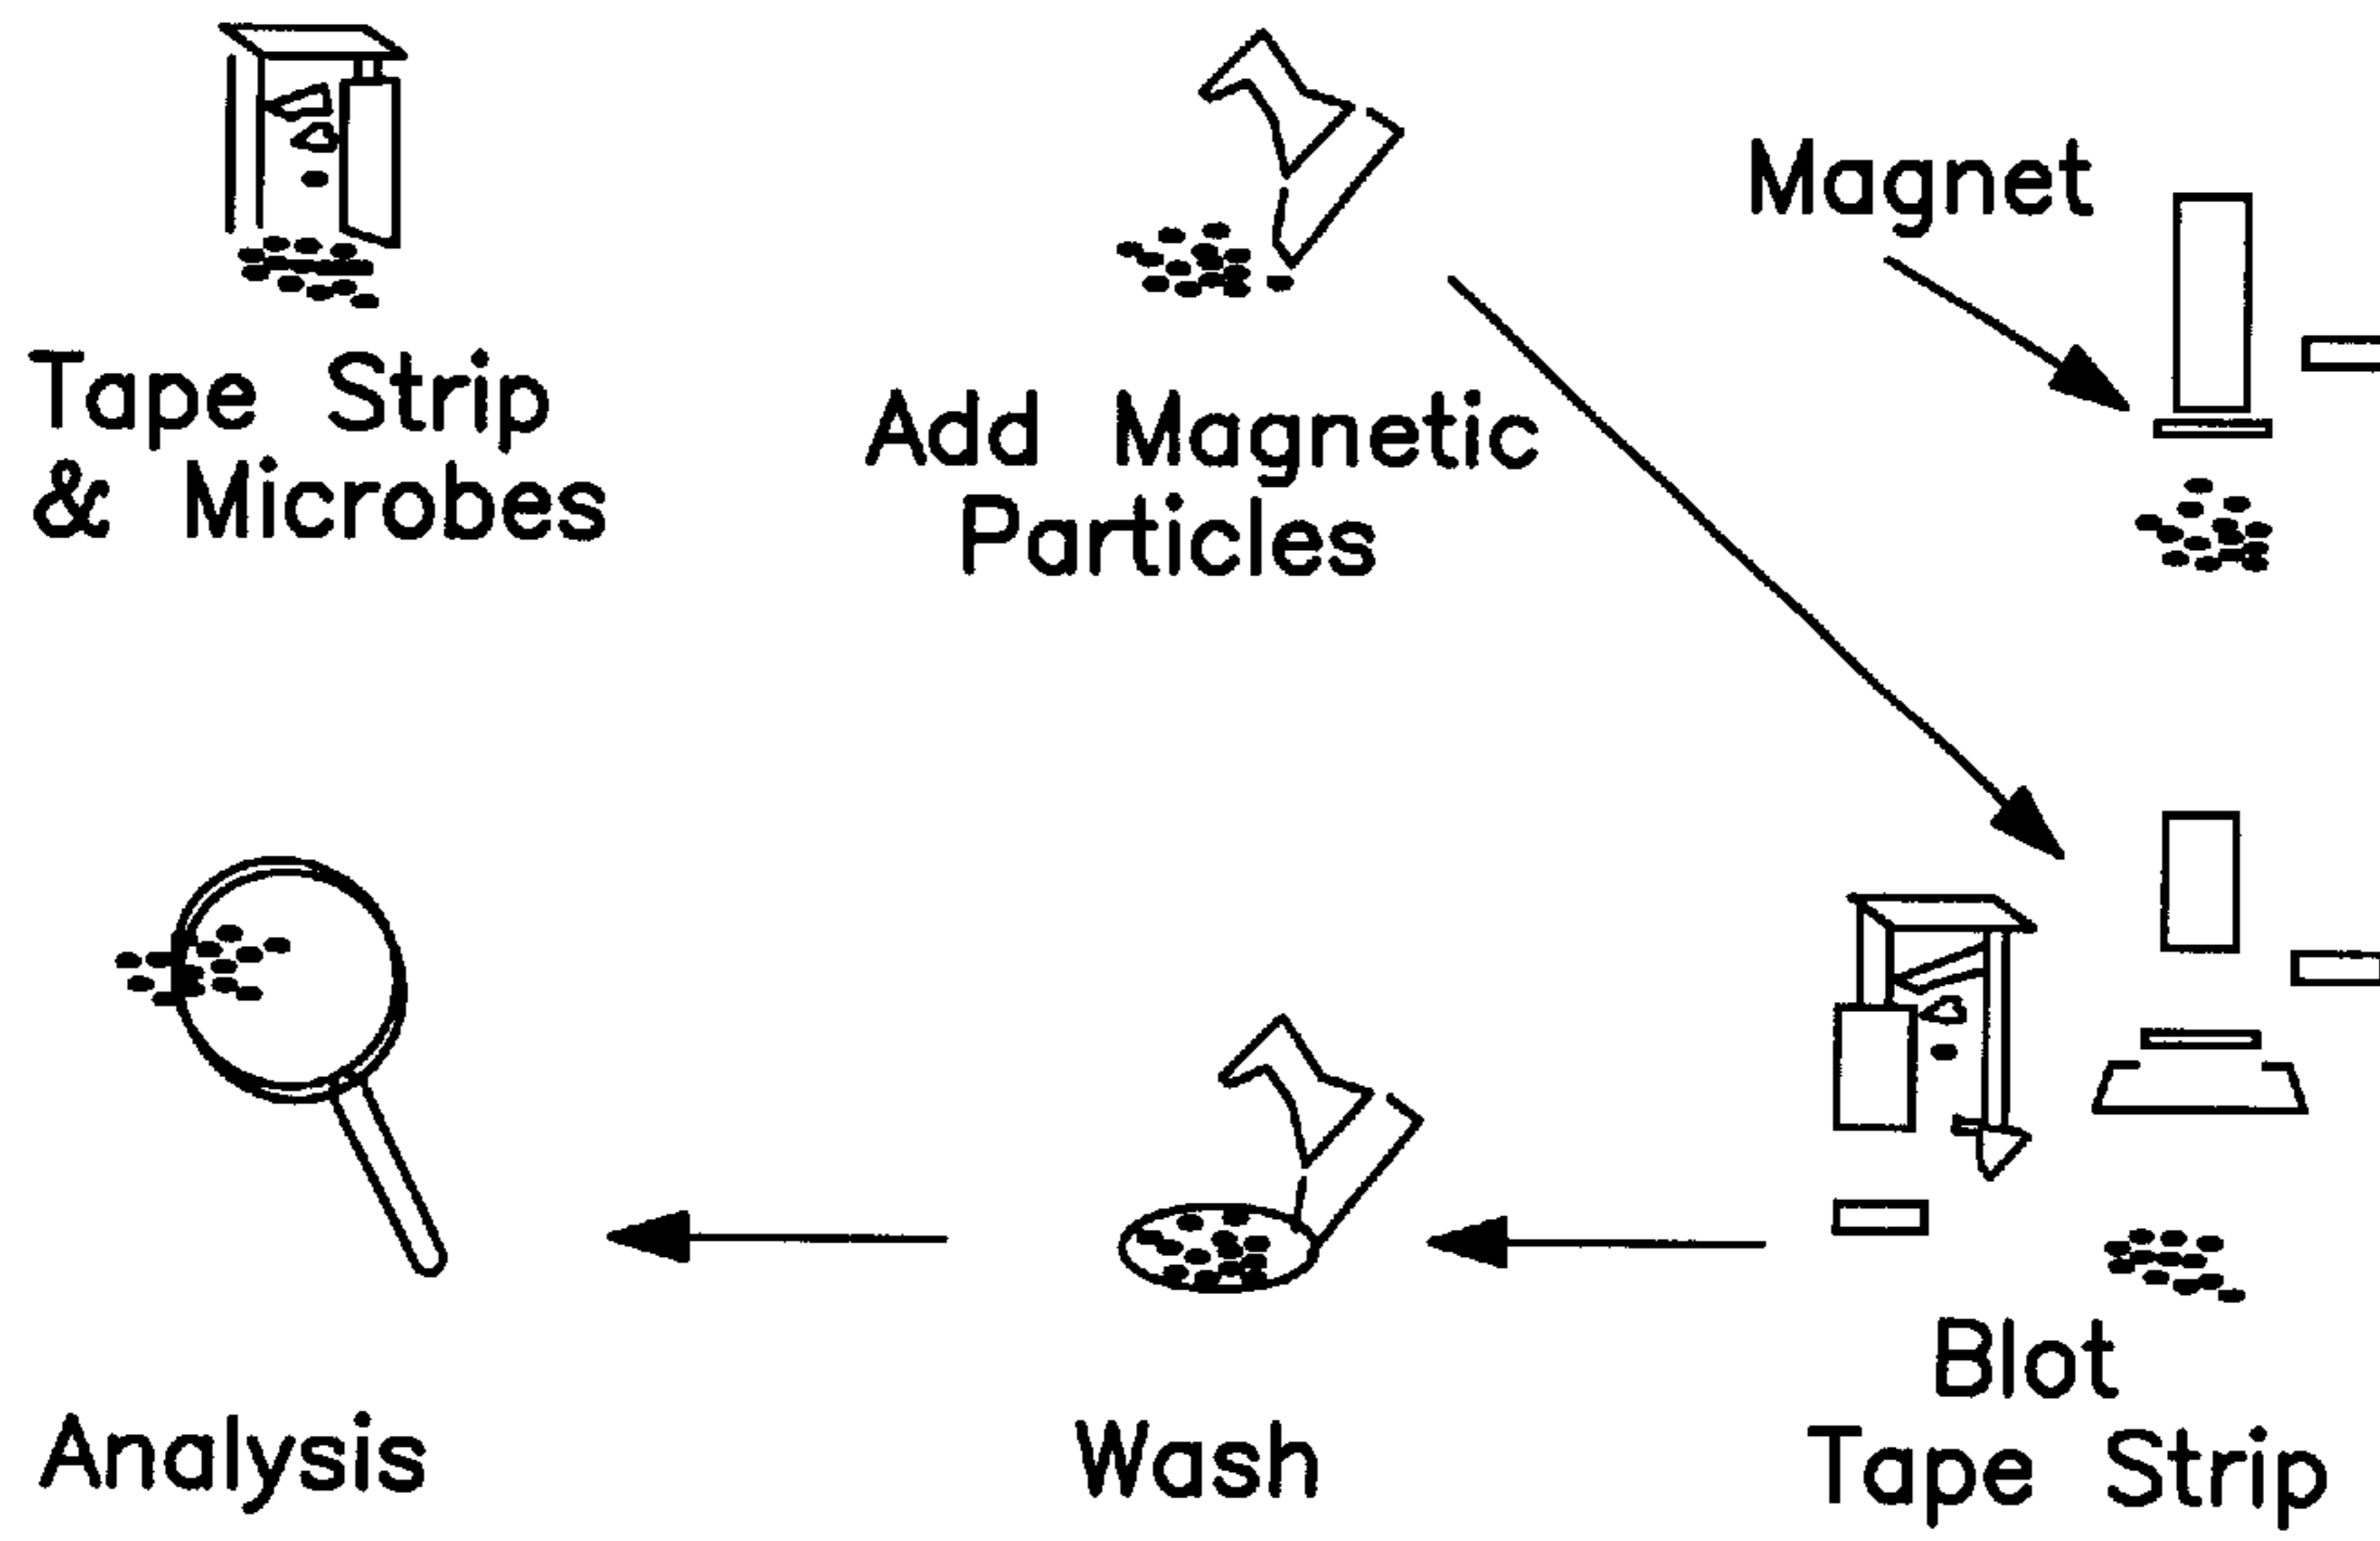 Magnet
Tape Strip
& Microbes
Add Magnetic
Particles
Blot
Tape Strip
Wash
Analysis